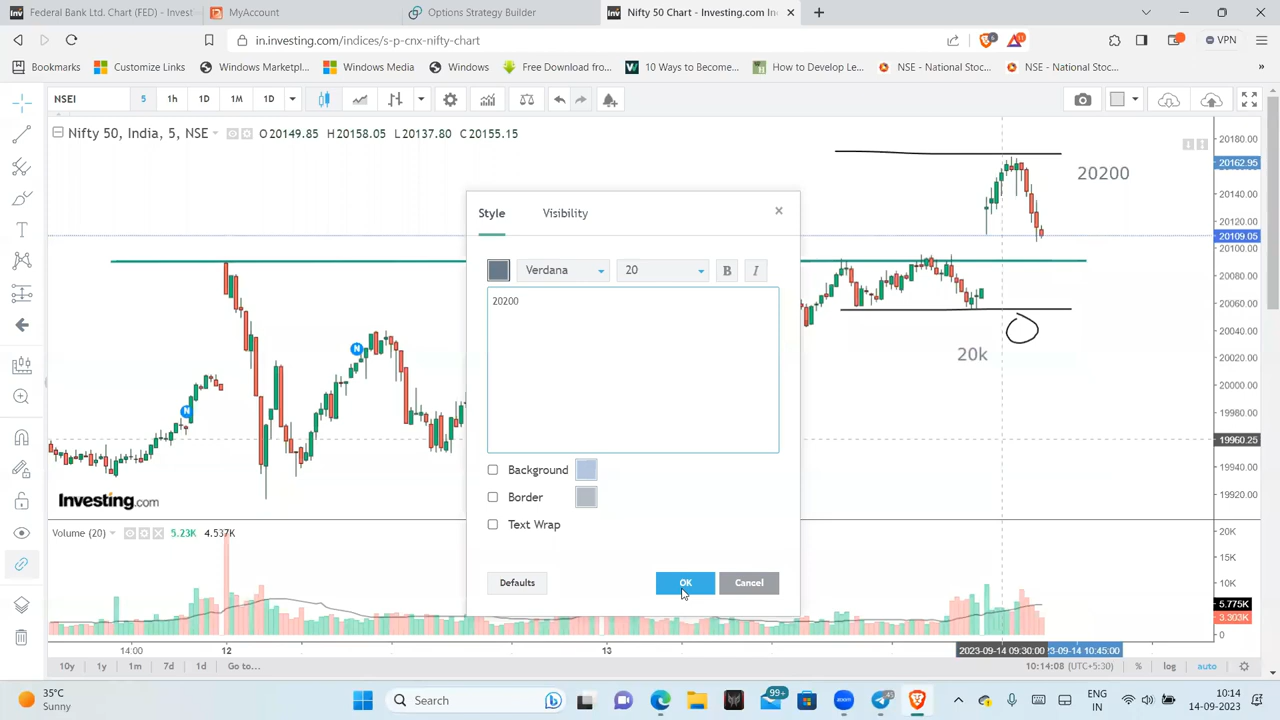 Federal Bank Ltd. Chart (FED) - Invest
MyAccount
Options Strategy Builder
Nifty 50 Chart - Investing.com In
in.investing.com/indices/s-p-cnx-nifty-chart
VPN
Bookmarks
Customize Links
Windows Marketpl...
Windows Media
Windows
Free Download fro...
10 Ways to Become...
How to Develop Le...
NSE - National Stoc...
NSE - National Stoc...
»
NSEI
5
1h
1D
1M
1D
Nifty 50, India, 5, NSE
O20149.85 H20158.05 L20137.80 C20155.15
20180.00
20162.95
20140.00
20120.00
20109.05
20100.00
20080.00
20060.00
20040.00
20020.00
20000.00
19980.00
19960.25
19940.00
19920.00
20200
20k
N
N
Style
Visibility
Verdana
20
B
I
20200
Background
Border
Text Wrap
Defaults
OK
Cancel
Investing.com
Volume (20)
5.23K 4.537K
20K
15K
10K
5.775K
3.303K
0
14:00
12
13
2023-09-14 09:30:00
23-09-14 10:45:00
10y
1y
1m
7d
1d
Go to...
10:14:08 (UTC+5:30)
%
log
auto
35°C
Sunny
Search
99+
45
ENG
IN
10:14
14-09-2023